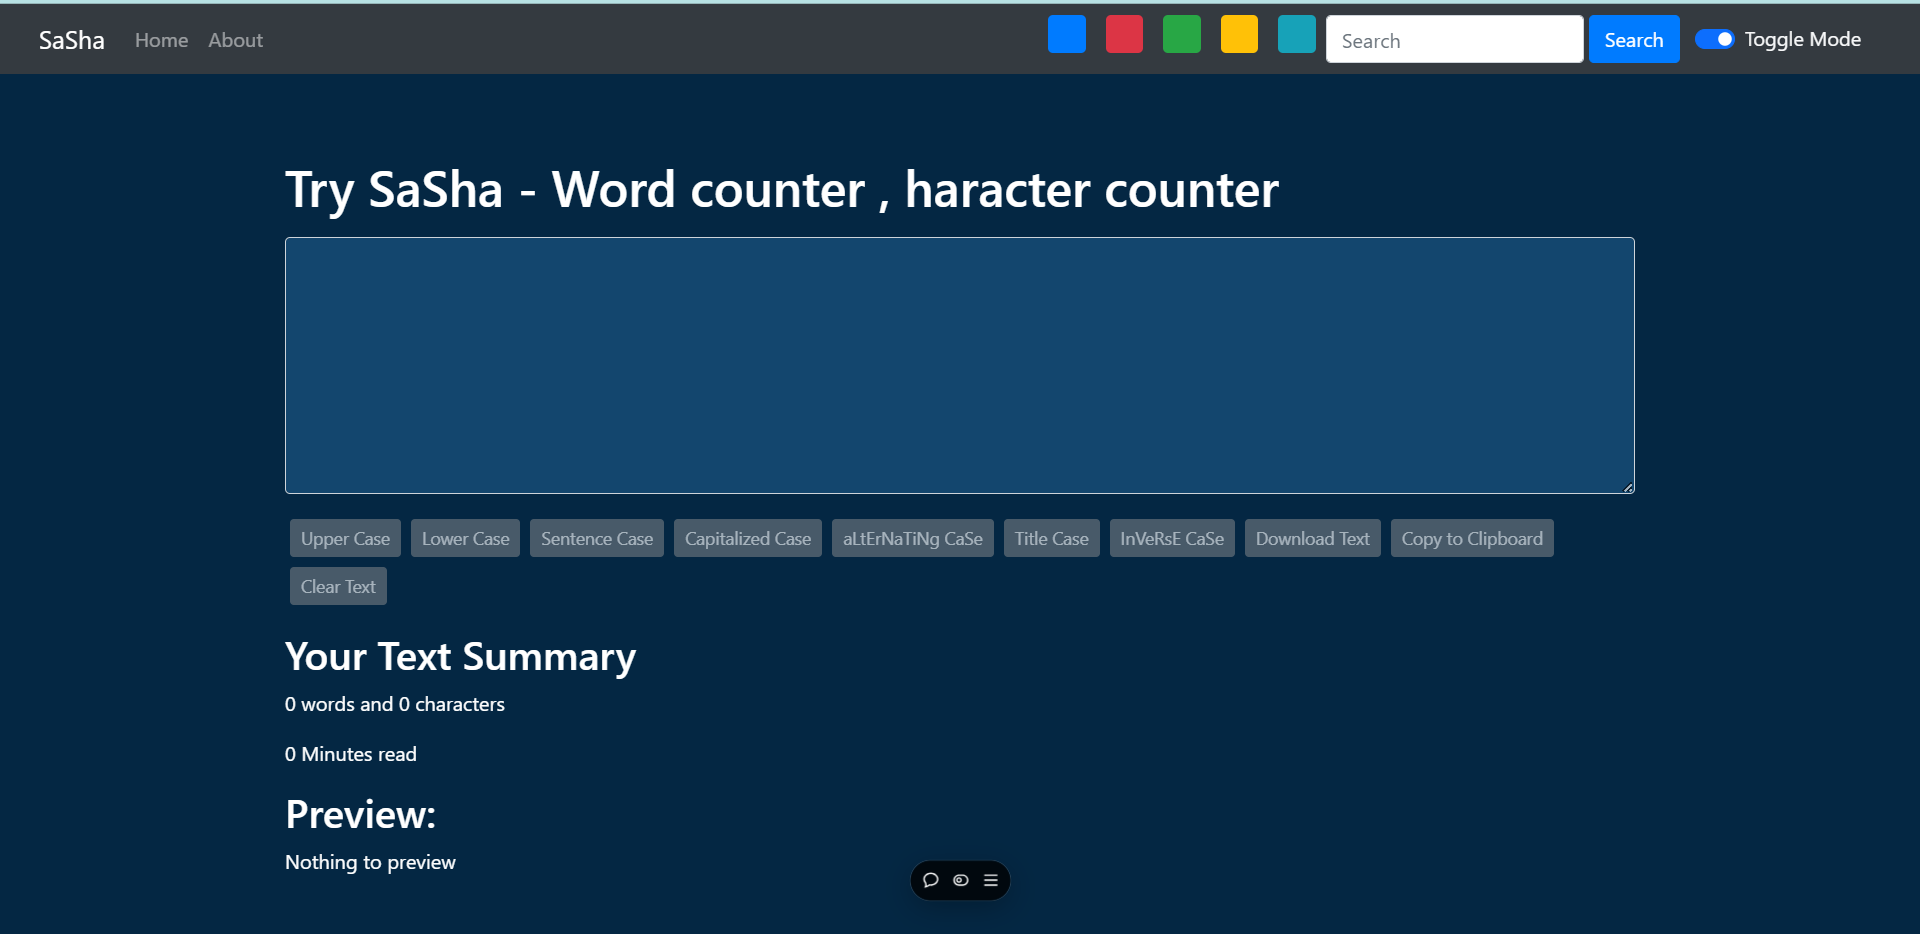 SaSha Home About Search Search Toggle Mode
Try SaSha - Word counter , haracter counter
Upper Case Lower Case Sentence Case Capitalized Case aLtErNaTiNg CaSe Title Case InVeRsE CaSe Download Text Copy to Clipboard
Clear Text
Your Text Summary
0 words and 0 characters
0 Minutes read
Preview:
Nothing to preview